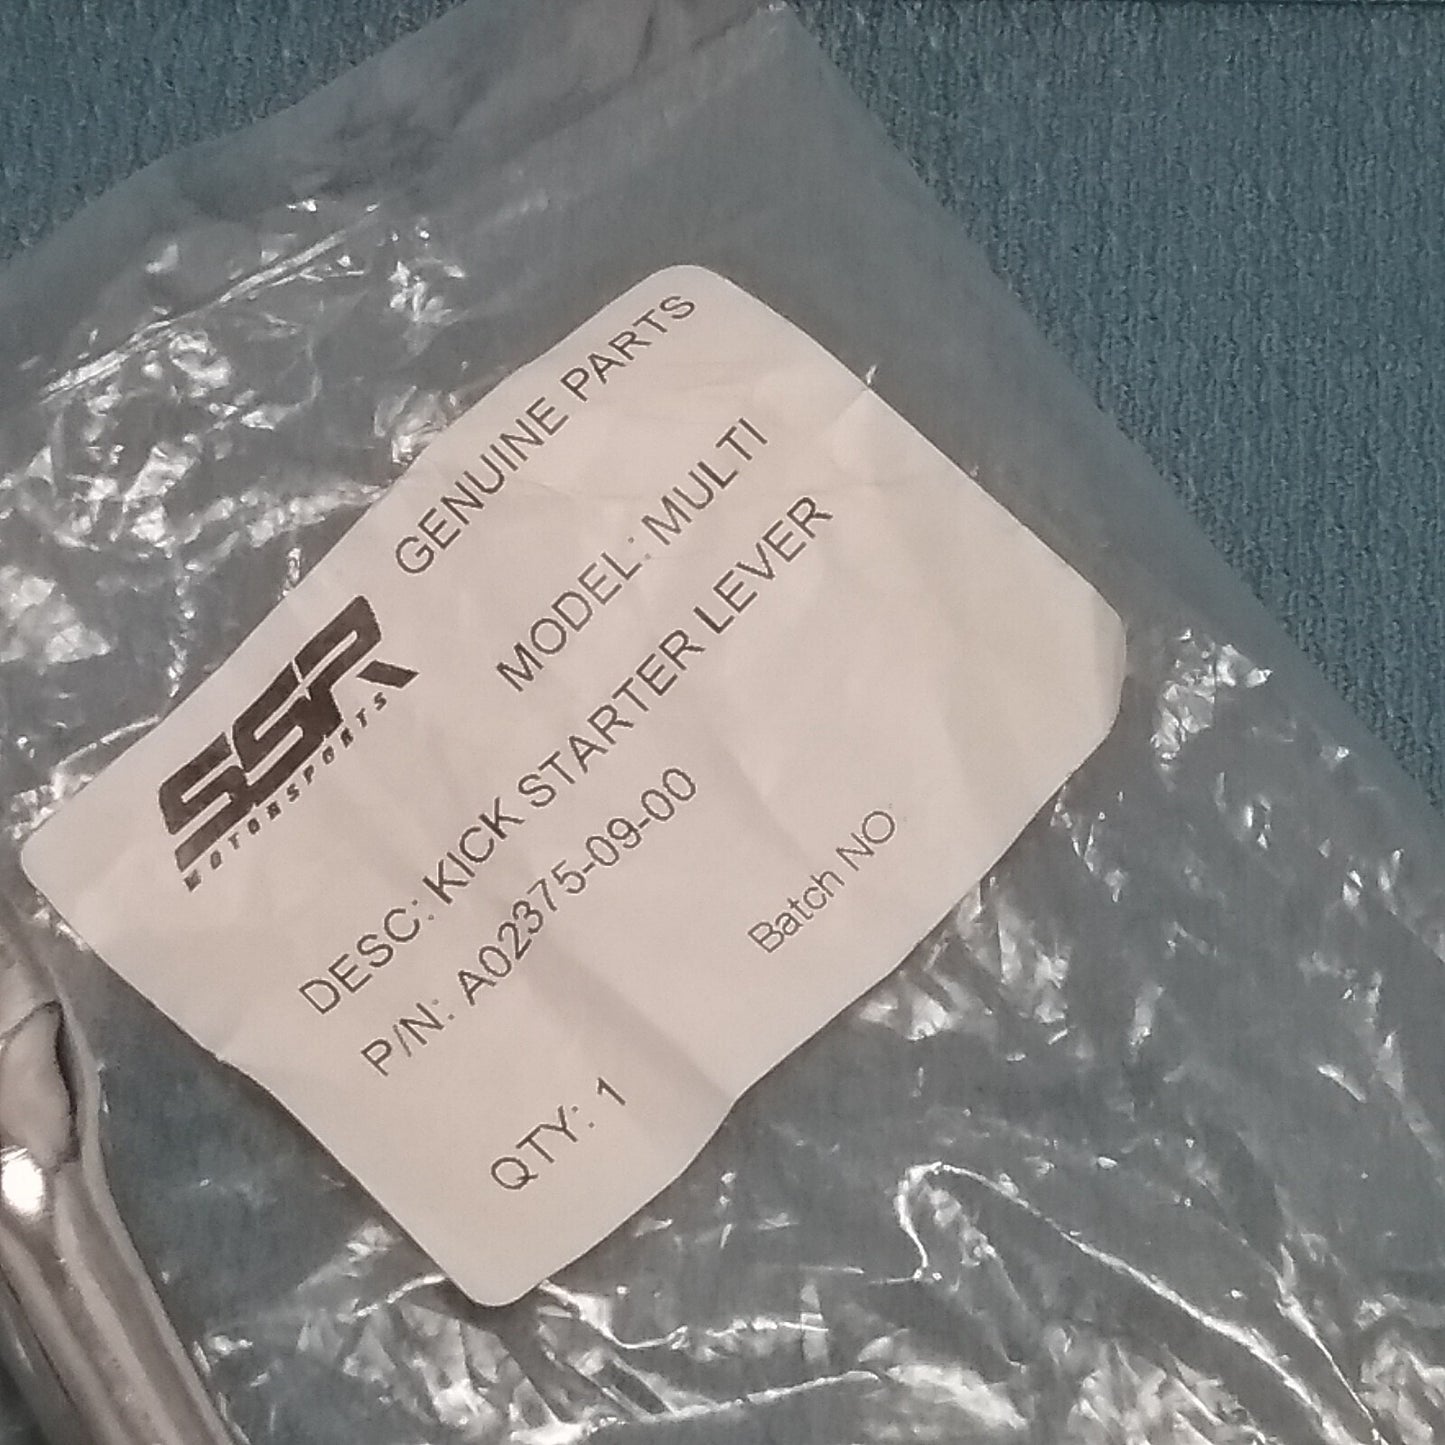 SSR
MOTORSPORTS
GENUINE PARTS
MODEL: MULTI
DESC: KICK STARTER LEVER
P/N: A02375-09-00
QTY: 1
Batch NO